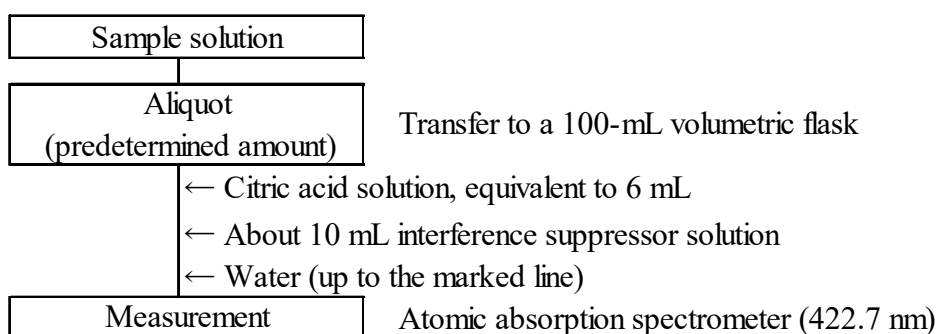 Sample solution
Aliquot
(predetermined amount)
Transfer to a 100-mL volumetric flask
← Citric acid solution, equivalent to 6 mL
← About 10 mL interference suppressor solution
← Water (up to the marked line)
Measurement
Atomic absorption spectrometer (422.7 nm)